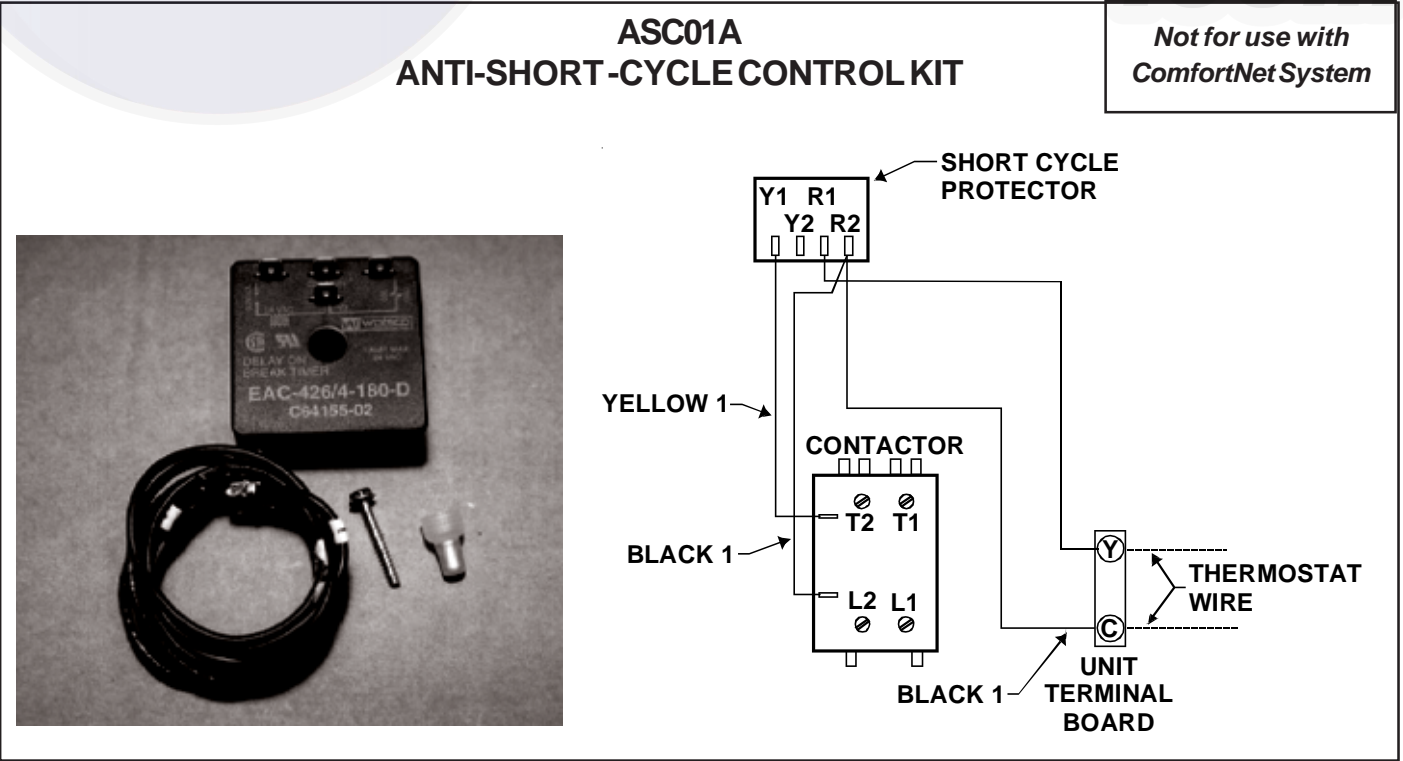 ASC01A
ANTI-SHORT-CYCLE CONTROL KIT
Not for use with
ComfortNet System
SHORT CYCLE
PROTECTOR
Y1 R1
Y2 R2
YELLOW 1
CONTACTOR
T2 T1
BLACK 1
L2 L1
Y
THERMOSTAT
WIRE
C
BLACK 1
UNIT
TERMINAL
BOARD
DELAY ON
BREAK TIMER
EAC-426/4-180-D
C64155-02